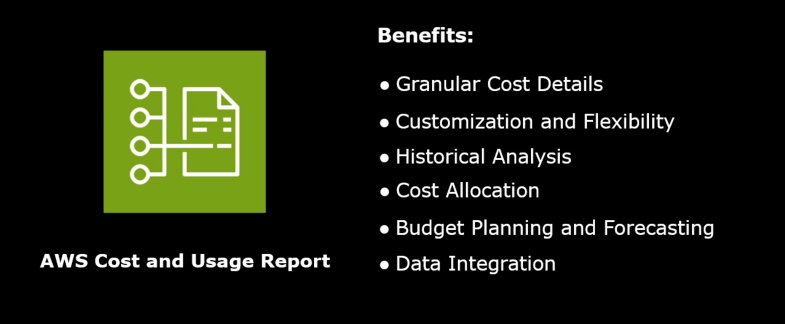 Benefits:
● Granular Cost Details
● Customization and Flexibility
● Historical Analysis
● Cost Allocation
● Budget Planning and Forecasting
● Data Integration
AWS Cost and Usage Report